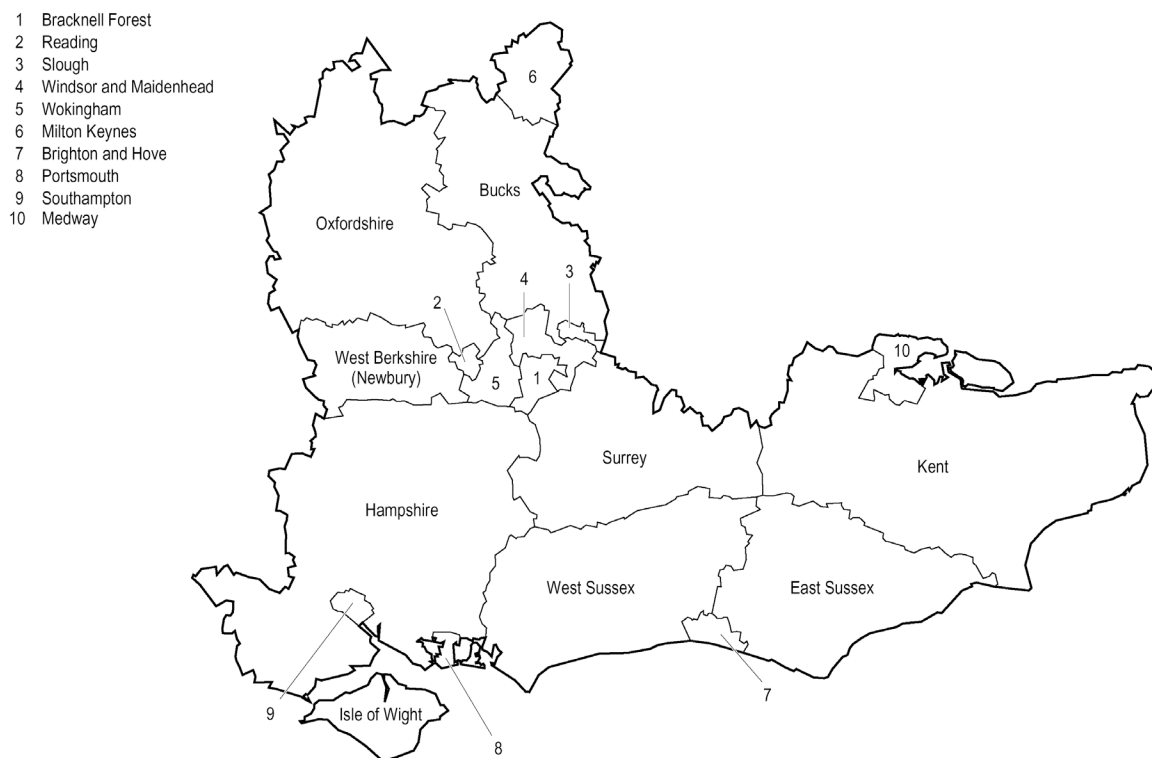 1 Bracknell Forest
2 Reading
3 Slough
4 Windsor and Maidenhead
5 Wokingham
6 Milton Keynes
7 Brighton and Hove
8 Portsmouth
9 Southampton
10 Medway
6
Bucks
Oxfordshire
4
3
2
West Berkshire
(Newbury)
5
1
10
Surrey
Kent
Hampshire
West Sussex
East Sussex
7
9
Isle of Wight
8